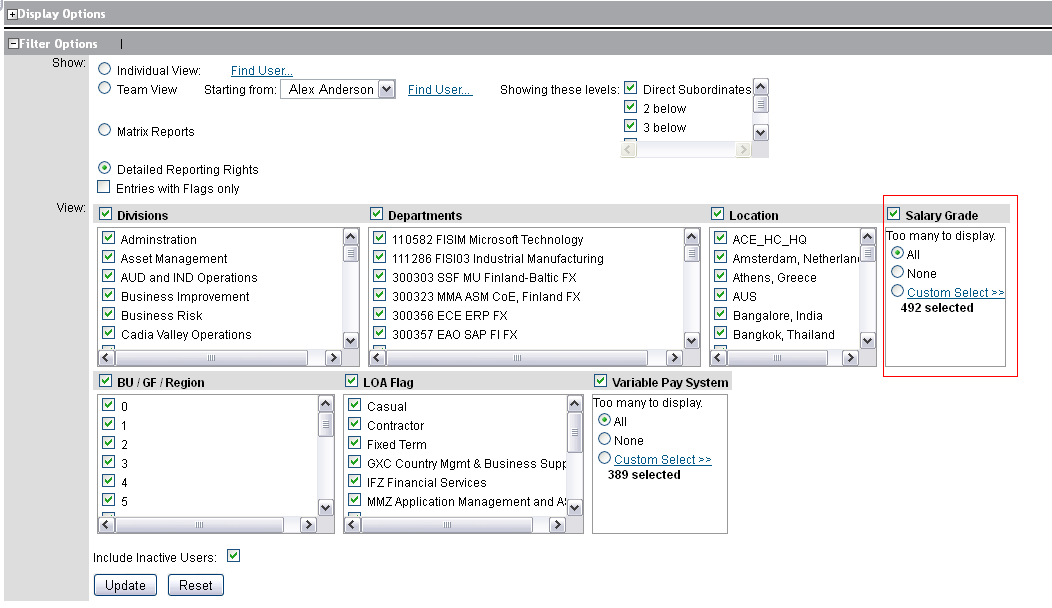 Display Options
Filter Options
Show:
Individual View: Find User...
Team View Starting from: Alex Anderson Find User... Showing these levels: Direct Subordinates
2 below
3 below
Matrix Reports
Detailed Reporting Rights
Entries with Flags only
View:
Divisions
Adminstration
Asset Management
AUD and IND Operations
Business Improvement
Business Risk
Cadia Valley Operations
Departments
110582 FISIM Microsoft Technology
111286 FISI03 Industrial Manufacturing
300303 SSF MU Finland-Baltic FX
300323 MMA ASM CoE, Finland FX
300356 ECE ERP FX
300357 EAO SAP FI FX
Location
ACE_HC_HQ
Amsterdam, Netherlan
Athens, Greece
AUS
Bangalore, India
Bangkok, Thailand
Salary Grade
Too many to display.
All
None
Custom Select >>
492 selected
BU / GF / Region
0
1
2
3
4
5
LOA Flag
Casual
Contractor
Fixed Term
GXC Country Mgmt & Business Supp
IFZ Financial Services
MMZ Application Management and AS
Variable Pay System
Too many to display.
All
None
Custom Select >>
389 selected
Include Inactive Users:
Update Reset